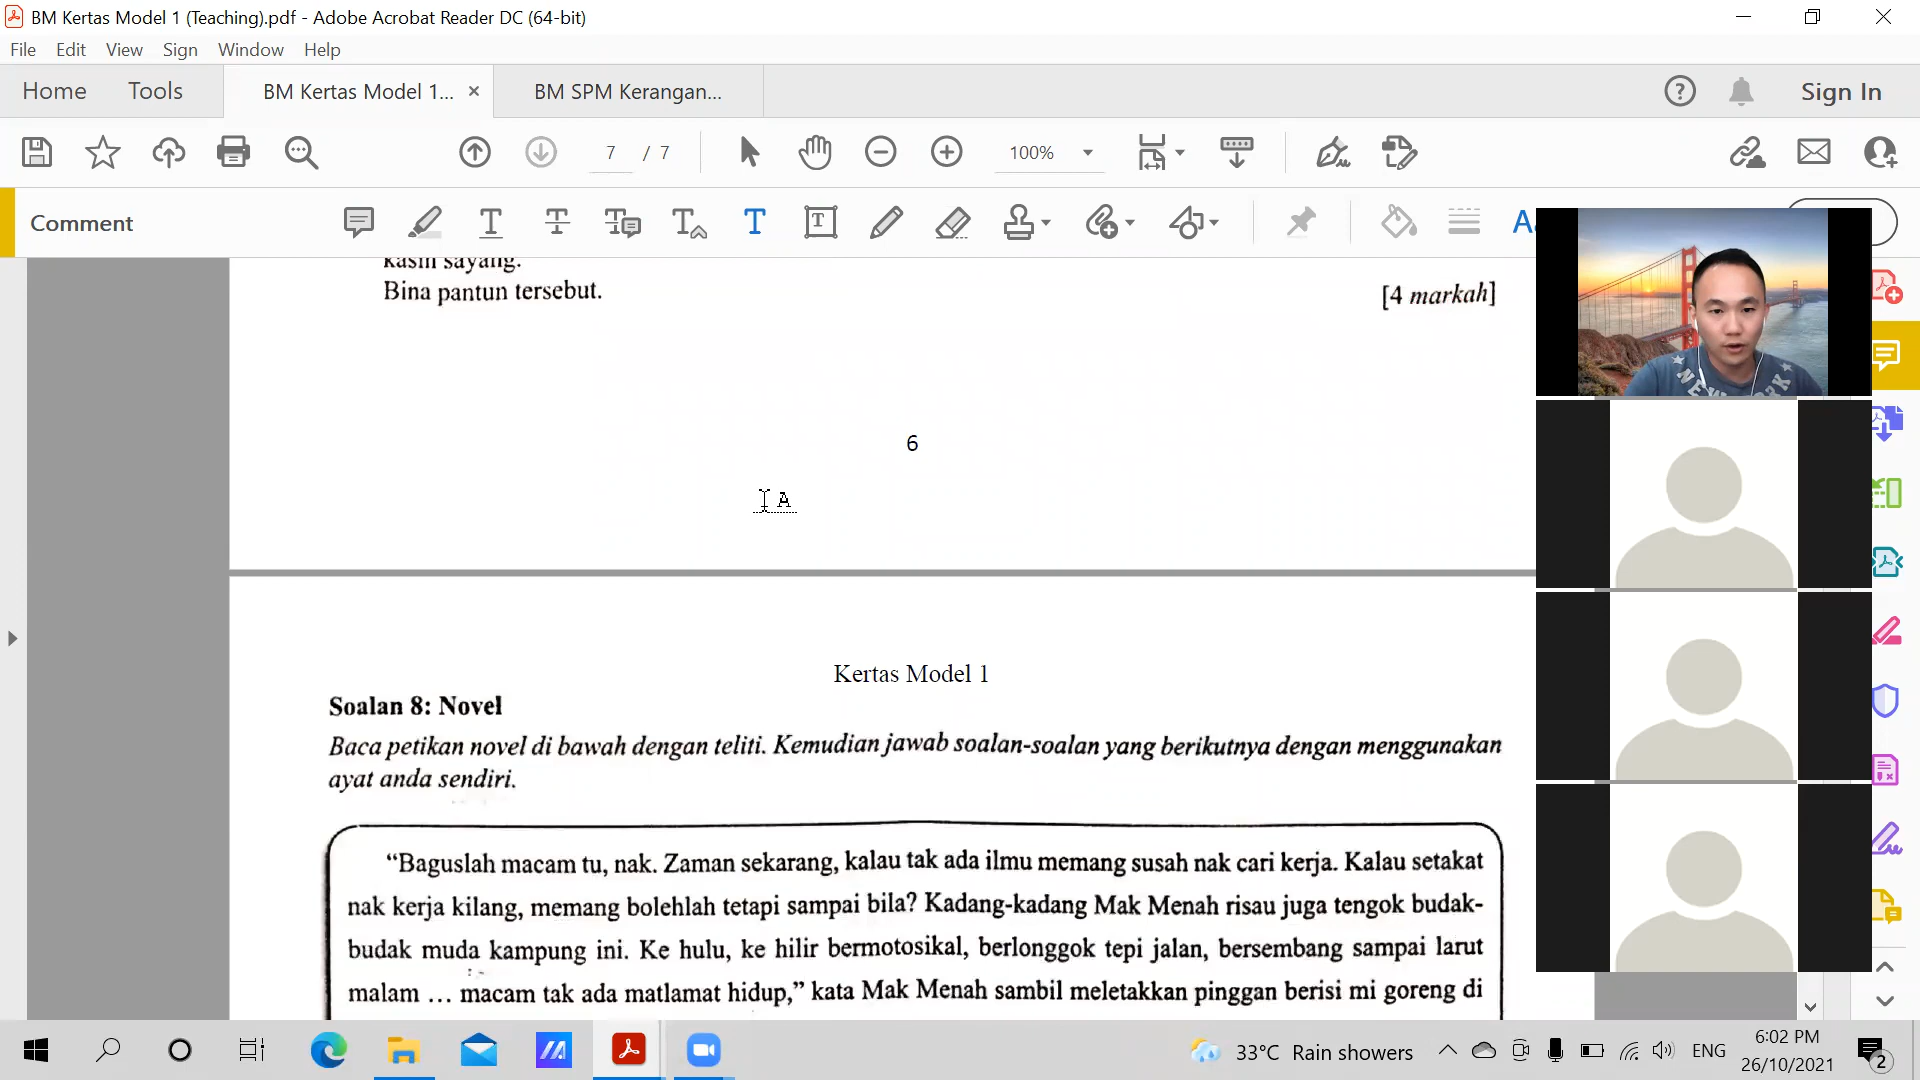 BM Kertas Model 1 (Teaching).pdf - Adobe Acrobat Reader DC (64-bit)
File Edit View Sign Window Help
Home Tools BM Kertas Model 1... × BM SPM Kerangan... Sign In
7 / 7 100%
Comment
kasih sayang.
Bina pantun tersebut. [4 markah]
6
A
Kertas Model 1
Soalan 8: Novel
Baca petikan novel di bawah dengan teliti. Kemudian jawab soalan-soalan yang berikutnya dengan menggunakan
ayat anda sendiri.
“Baguslah macam tu, nak. Zaman sekarang, kalau tak ada ilmu memang susah nak cari kerja. Kalau setakat
nak kerja kilang, memang bolehlah tetapi sampai bila? Kadang-kadang Mak Menah risau juga tengok budak-
budak muda kampung ini. Ke hulu, ke hilir bermotosikal, berlonggok tepi jalan, bersembang sampai larut
malam ... macam tak ada matlamat hidup,” kata Mak Menah sambil meletakkan pinggan berisi mi goreng di
NEW YORK
33°C Rain showers ENG 6:02 PM
26/10/2021
2